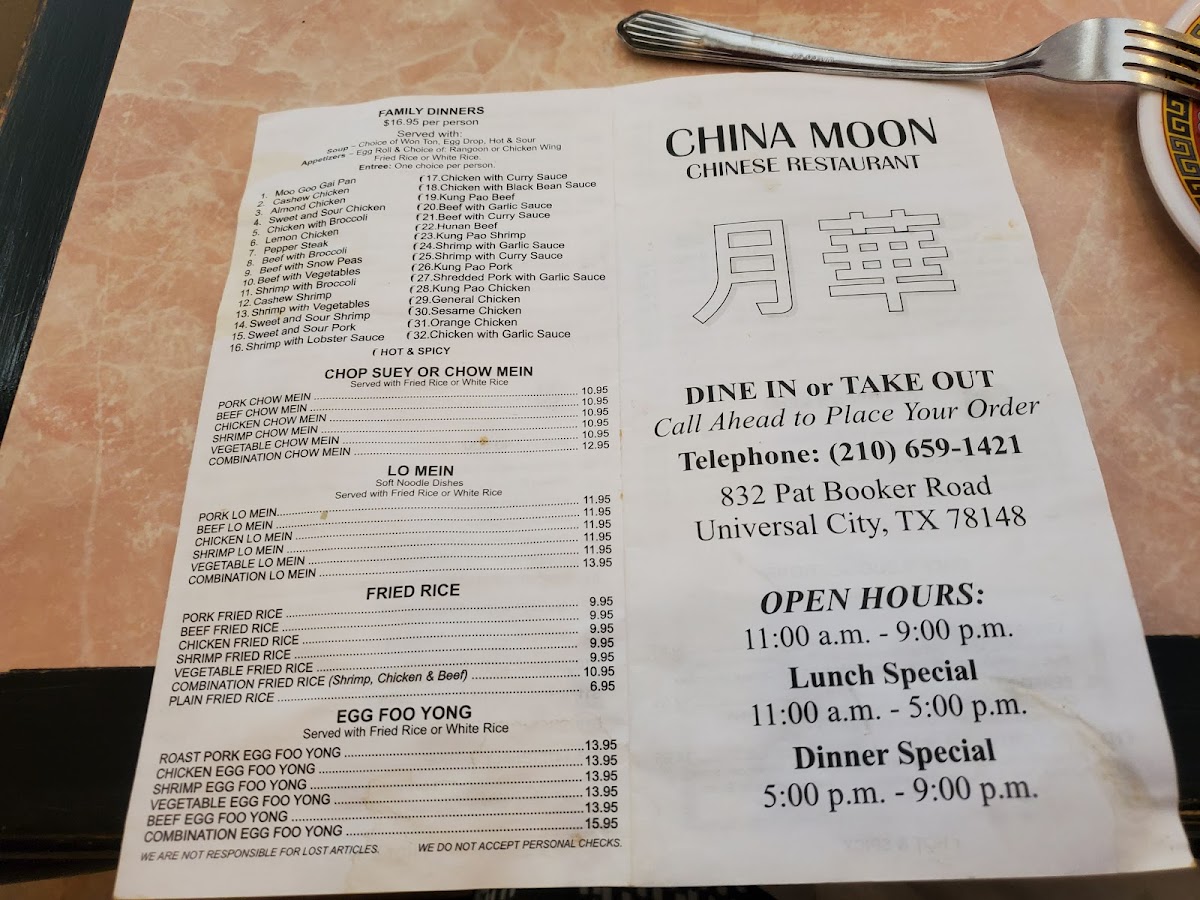 FAMILY DINNERS
$16.95 per person
Served with:
Soup – Choice of Won Ton, Egg Drop, Hot & Sour
Appetizers – Egg Roll & Choice of: Rangoon or Chicken Wing
Fried Rice or White Rice.
Entree: One choice per person.
1. Moo Goo Gai Pan
2. Cashew Chicken
3. Almond Chicken
4. Sweet and Sour Chicken
5. Chicken with Broccoli
6. Lemon Chicken
7. Pepper Steak
8. Beef with Broccoli
9. Beef with Snow Peas
10. Beef with Vegetables
11. Shrimp with Broccoli
12. Cashew Shrimp
13. Shrimp with Vegetables
14. Sweet and Sour Shrimp
15. Sweet and Sour Pork
16. Shrimp with Lobster Sauce
17.Chicken with Curry Sauce
18.Chicken with Black Bean Sauce
19.Kung Pao Beef
20.Beef with Garlic Sauce
21.Beef with Curry Sauce
22.Hunan Beef
23.Kung Pao Shrimp
24.Shrimp with Garlic Sauce
25.Shrimp with Curry Sauce
26.Kung Pao Pork
27.Shredded Pork with Garlic Sauce
28.Kung Pao Chicken
29.General Chicken
30.Sesame Chicken
31.Orange Chicken
32.Chicken with Garlic Sauce
HOT & SPICY
CHOP SUEY OR CHOW MEIN
Served with Fried Rice or White Rice
PORK CHOW MEIN 10.95
BEEF CHOW MEIN 10.95
CHICKEN CHOW MEIN 10.95
SHRIMP CHOW MEIN 10.95
VEGETABLE CHOW MEIN 10.95
COMBINATION CHOW MEIN 12.95
LO MEIN
Soft Noodle Dishes
Served with Fried Rice or White Rice
PORK LO MEIN 11.95
BEEF LO MEIN 11.95
CHICKEN LO MEIN 11.95
SHRIMP LO MEIN 11.95
VEGETABLE LO MEIN 11.95
COMBINATION LO MEIN 13.95
FRIED RICE
PORK FRIED RICE 9.95
BEEF FRIED RICE 9.95
CHICKEN FRIED RICE 9.95
SHRIMP FRIED RICE 9.95
VEGETABLE FRIED RICE 9.95
COMBINATION FRIED RICE (Shrimp, Chicken & Beef) 10.95
PLAIN FRIED RICE 6.95
EGG FOO YONG
Served with Fried Rice or White Rice
ROAST PORK EGG FOO YONG 13.95
CHICKEN EGG FOO YONG 13.95
SHRIMP EGG FOO YONG 13.95
VEGETABLE EGG FOO YONG 13.95
BEEF EGG FOO YONG 13.95
COMBINATION EGG FOO YONG 15.95
WE ARE NOT RESPONSIBLE FOR LOST ARTICLES. WE DO NOT ACCEPT PERSONAL CHECKS.
CHINA MOON
CHINESE RESTAURANT
月華
DINE IN or TAKE OUT
Call Ahead to Place Your Order
Telephone: (210) 659-1421
832 Pat Booker Road
Universal City, TX 78148
OPEN HOURS:
11:00 a.m. - 9:00 p.m.
Lunch Special
11:00 a.m. - 5:00 p.m.
Dinner Special
5:00 p.m. - 9:00 p.m.